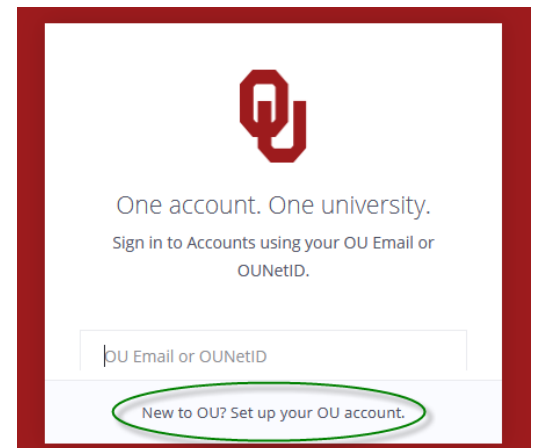 OU
One account. One university.
Sign in to Accounts using your OU Email or
OUNetID.
OU Email or OUNetID
New to OU? Set up your OU account.